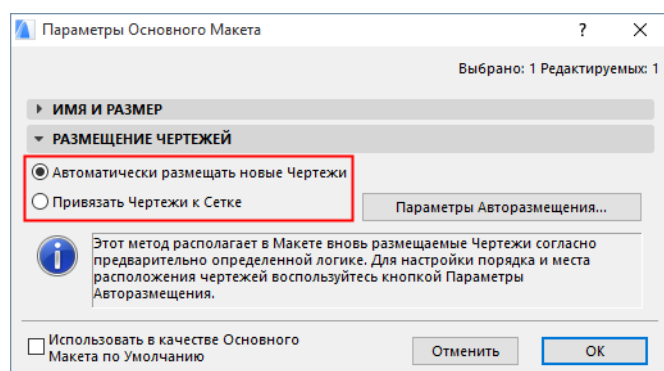 Параметры Основного Макета
Выбрано: 1 Редактируемых: 1
ИМЯ И РАЗМЕР
РАЗМЕЩЕНИЕ ЧЕРТЕЖЕЙ
Автоматически размещать новые Чертежи
Привязать Чертежи к Сетке
Параметры Авторазмещения...
Этот метод располагает в Макете вновь размещаемые Чертежи согласно
предварительно определенной логике. Для настройки порядка и места
расположения чертежей воспользуйтесь кнопкой Параметры
Авторазмещения.
Использовать в качестве Основного
Макета по Умолчанию
Отменить
OK